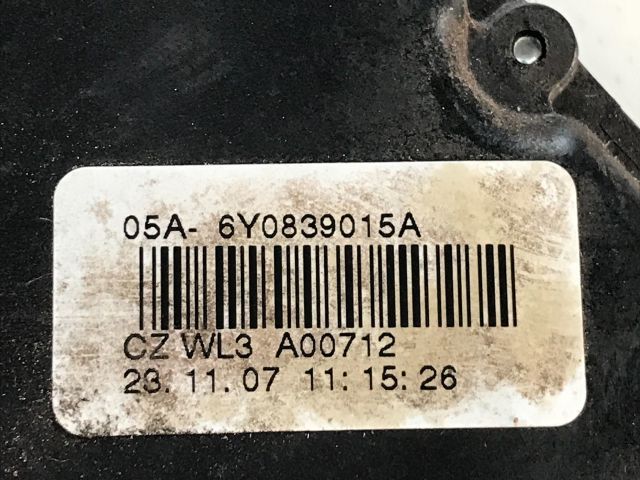 05A- 6Y0839015A
CZ WL3 A00712
23. 11. 07 11: 15: 26